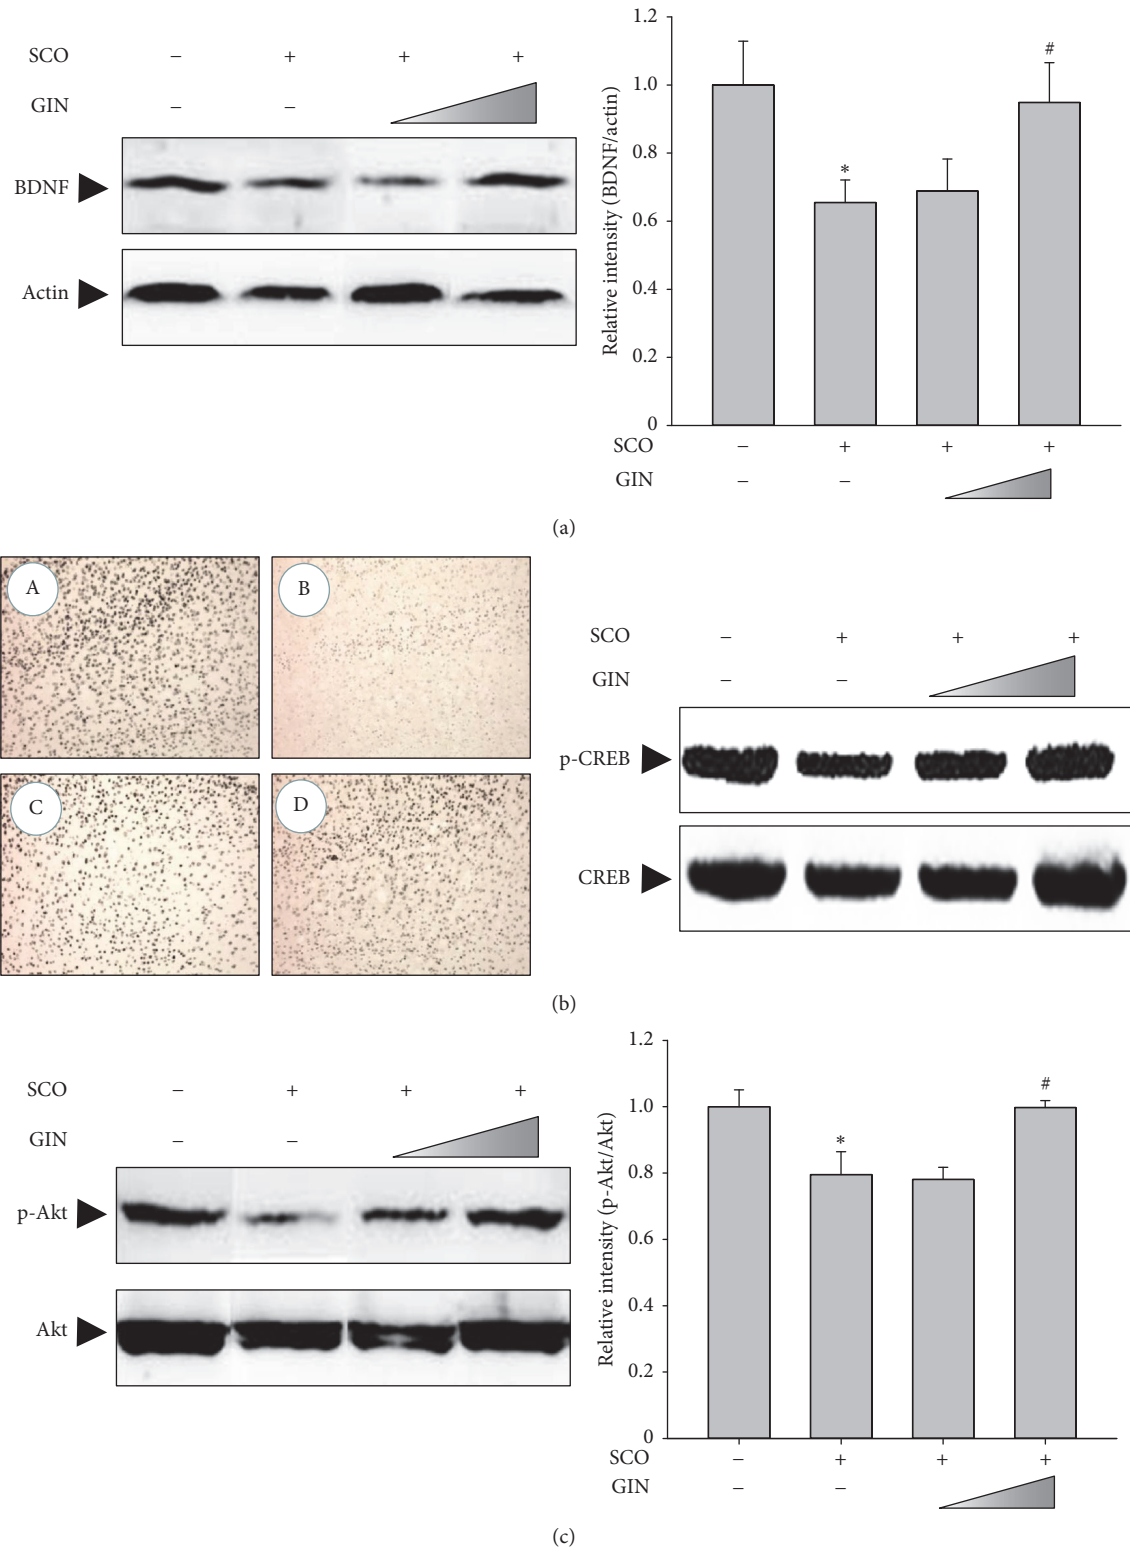 SCO − + + +
GIN − −
BDNF
Actin
Relative intensity (BDNF/actin)
1.2
1.0
0.8
0.6
0.4
0.2
0
*
#
SCO − + + +
GIN − −
(a)
A
B
C
D
SCO − + + +
GIN − −
p-CREB
CREB
(b)
SCO − + + +
GIN − −
p-Akt
Akt
Relative intensity (p-Akt/Akt)
1.2
1.0
0.8
0.6
0.4
0.2
0
*
#
SCO − + + +
GIN − −
(c)